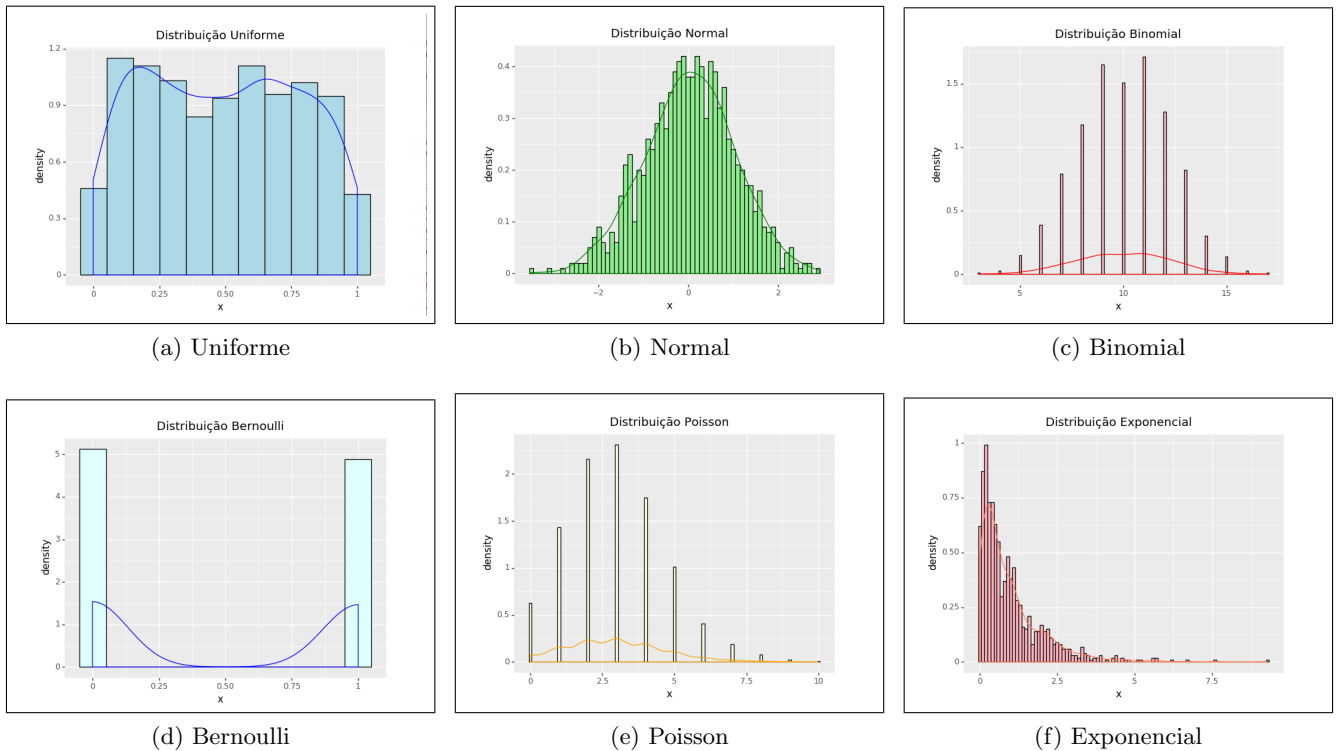 Distribuição Uniforme
1.2
0.9
0.6
0.3
0
density
0 0.25 0.50 0.75 1
x
(a) Uniforme
Distribuição Normal
0.4
0.3
0.2
0.1
0
density
−2 0 2
x
(b) Normal
Distribuição Binomial
1.5
1
0.5
0
density
5 10 15
x
(c) Binomial
Distribuição Bernoulli
5
4
3
2
1
0
density
0 0.25 0.50 0.75 1
x
(d) Bernoulli
Distribuição Poisson
2
1.5
1
0.5
0
density
0 2.5 5 7.5 10
x
(e) Poisson
Distribuição Exponencial
1
0.75
0.50
0.25
0
density
0 2.5 5 7.5
x
(f) Exponencial